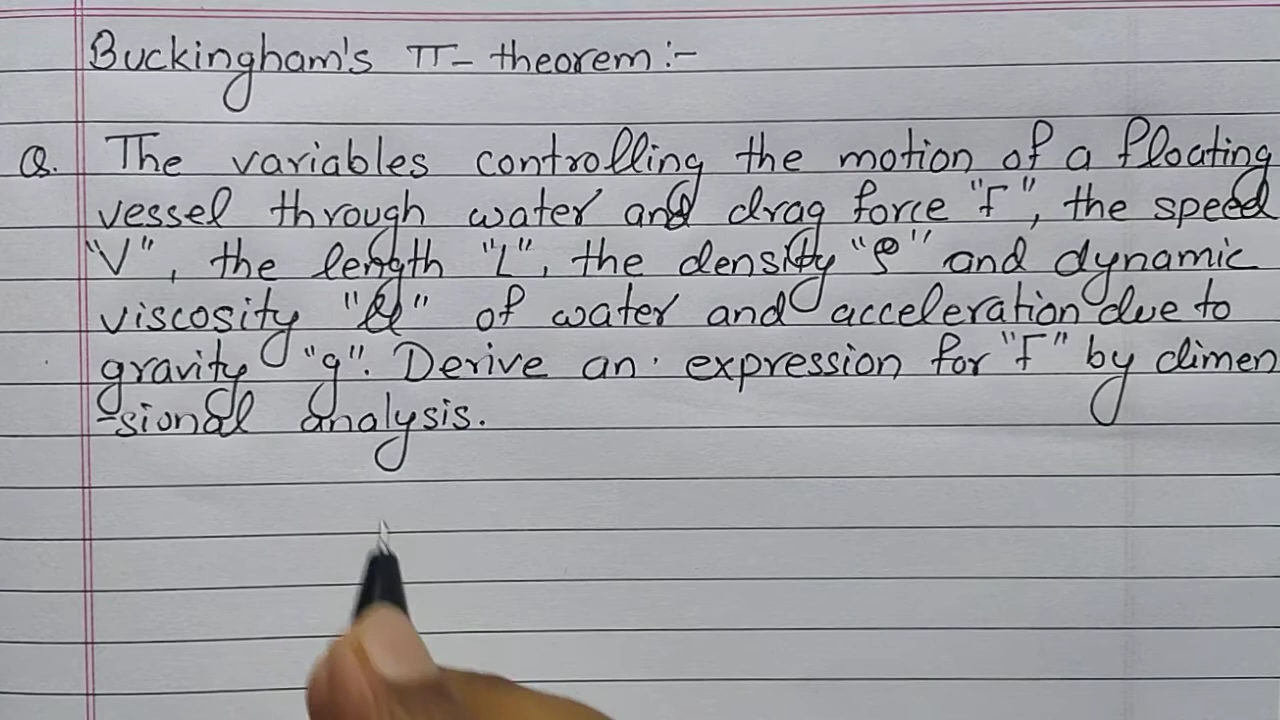 Buckingham's π- theorem:-
Q. The variables controlling the motion of a floating
vessel through water and drag force "F", the speed
"V", the length "L", the density "ρ" and dynamic
viscosity "μ" of water and acceleration due to
gravity "g". Derive an expression for "F" by dimen
-sional analysis.